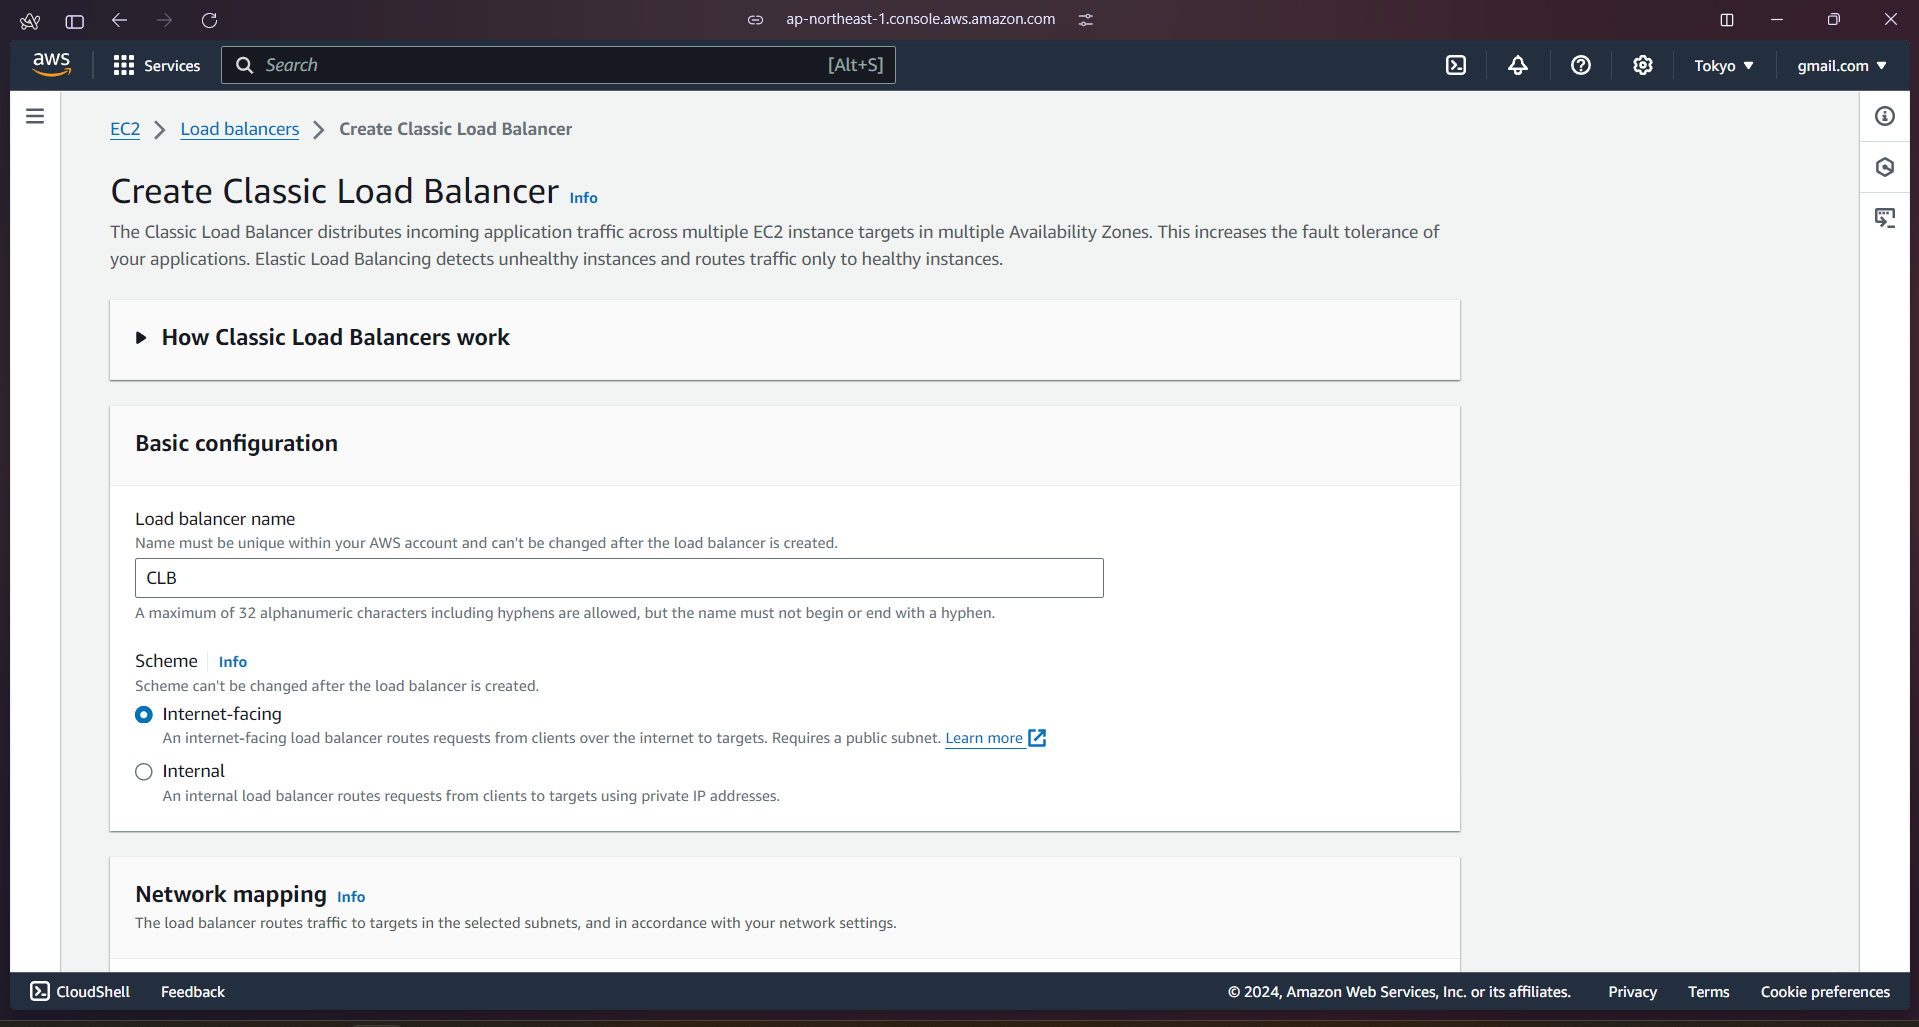 ap-northeast-1.console.aws.amazon.com
aws
Services
Search
[Alt+S]
Tokyo
gmail.com
EC2
Load balancers
Create Classic Load Balancer
Create Classic Load Balancer Info
The Classic Load Balancer distributes incoming application traffic across multiple EC2 instance targets in multiple Availability Zones. This increases the fault tolerance of
your applications. Elastic Load Balancing detects unhealthy instances and routes traffic only to healthy instances.
How Classic Load Balancers work
Basic configuration
Load balancer name
Name must be unique within your AWS account and can't be changed after the load balancer is created.
CLB
A maximum of 32 alphanumeric characters including hyphens are allowed, but the name must not begin or end with a hyphen.
Scheme Info
Scheme can't be changed after the load balancer is created.
Internet-facing
An internet-facing load balancer routes requests from clients over the internet to targets. Requires a public subnet. Learn more
Internal
An internal load balancer routes requests from clients to targets using private IP addresses.
Network mapping Info
The load balancer routes traffic to targets in the selected subnets, and in accordance with your network settings.
CloudShell
Feedback
© 2024, Amazon Web Services, Inc. or its affiliates.
Privacy
Terms
Cookie preferences